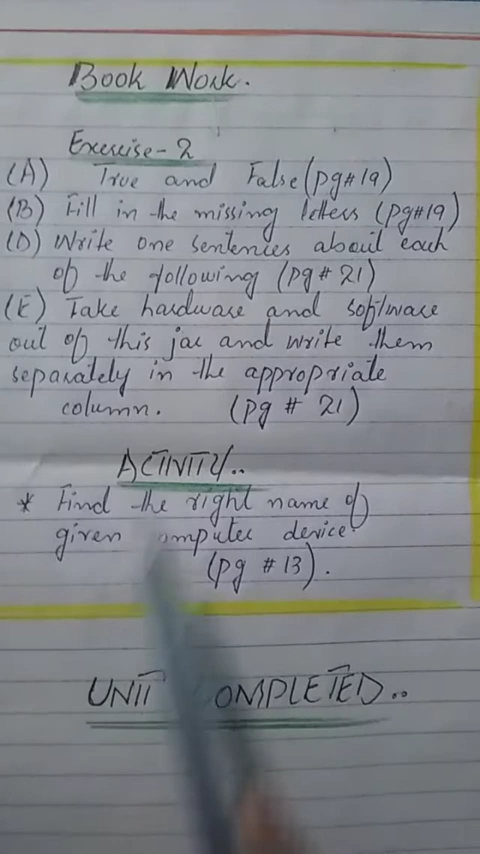 Book Work.
Exercise-2
(A) True and False (pg#19)
(B) Fill in the missing letters (pg#19)
(D) Write one sentences about each
of the following (pg # 21)
(E) Take hardware and software
out of this jar and write them
separately in the appropriate
column. (pg # 21)
ACTIVITY..
* Find the right name of
given computer device.
(pg # 13).
UNIT COMPLETED..